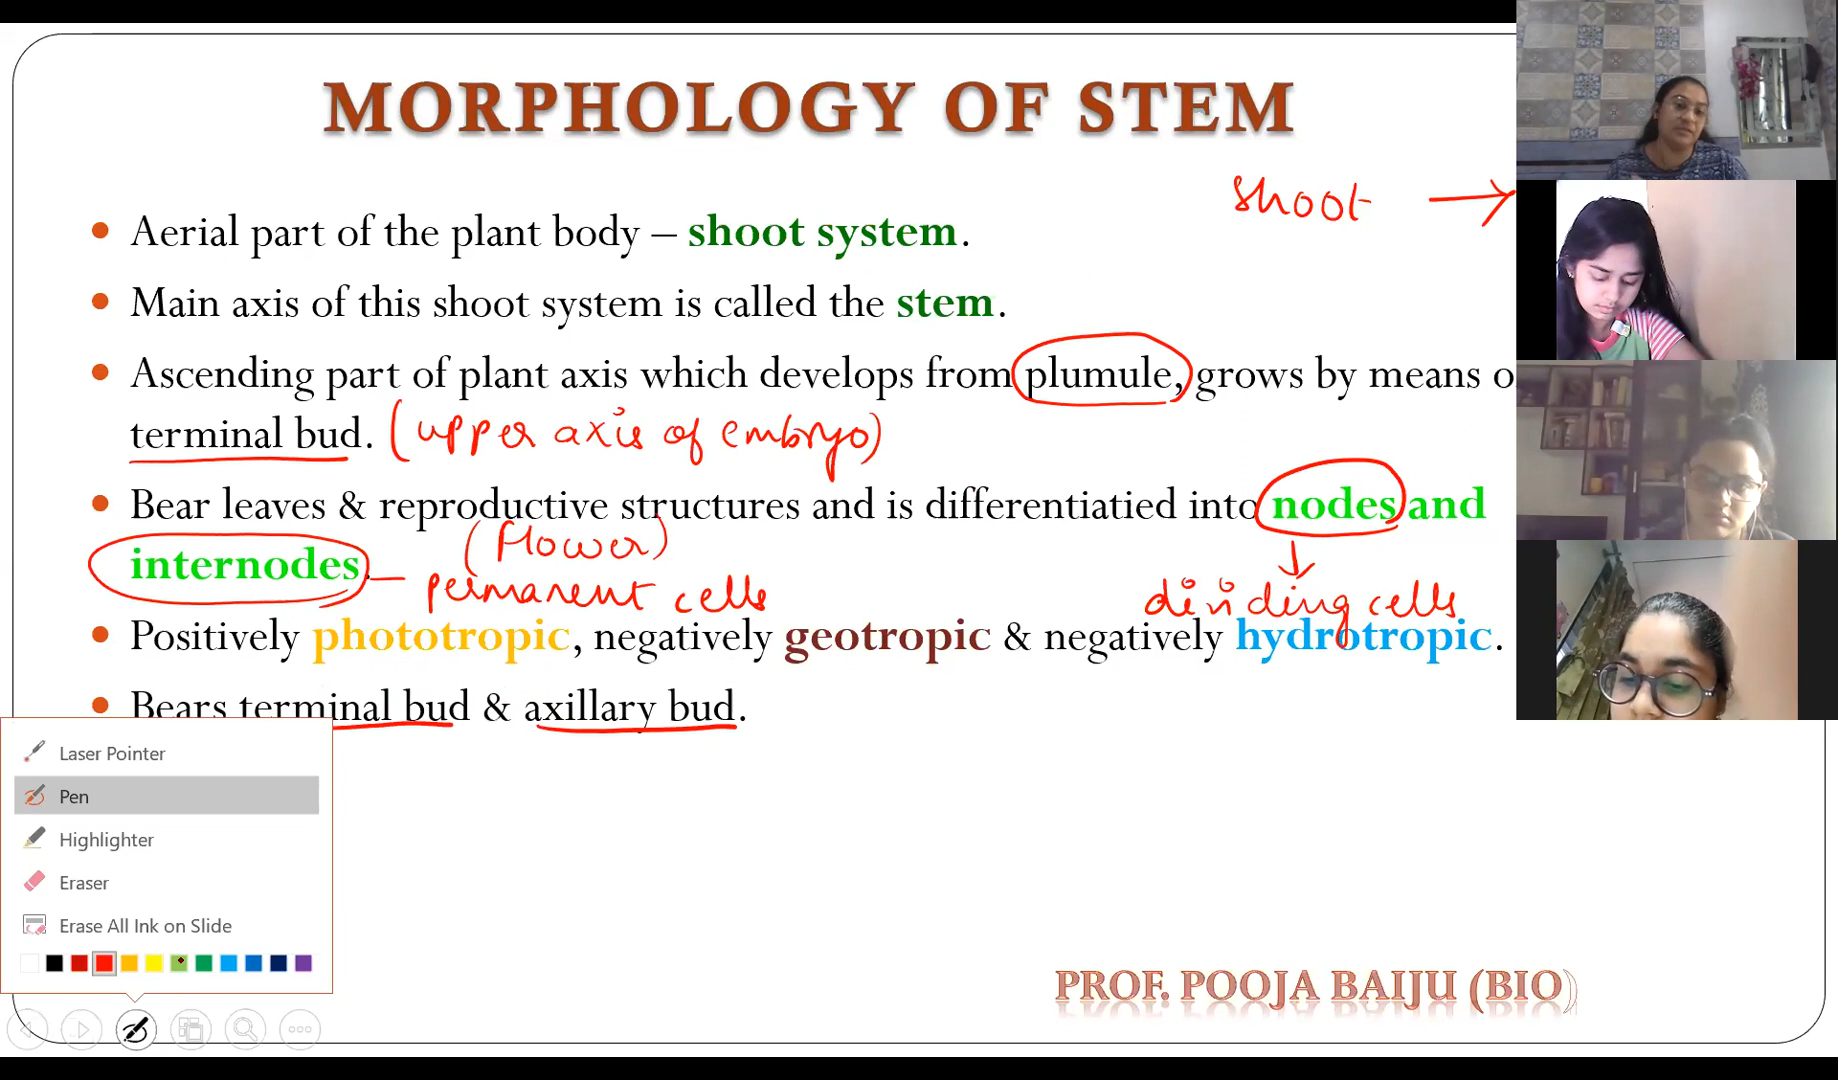 MORPHOLOGY OF STEM
shoot →
• Aerial part of the plant body – shoot system.
• Main axis of this shoot system is called the stem.
• Ascending part of plant axis which develops from plumule, grows by means o
terminal bud. (upper axis of embryo)
• Bear leaves & reproductive structures and is differentiatied into nodes and
(flower)
internodes. – permanent cells
dividing cells
• Positively phototropic, negatively geotropic & negatively hydrotropic.
• Bears terminal bud & axillary bud.
Laser Pointer
Pen
Highlighter
Eraser
Erase All Ink on Slide
PROF. POOJA BAIJU (BIO)